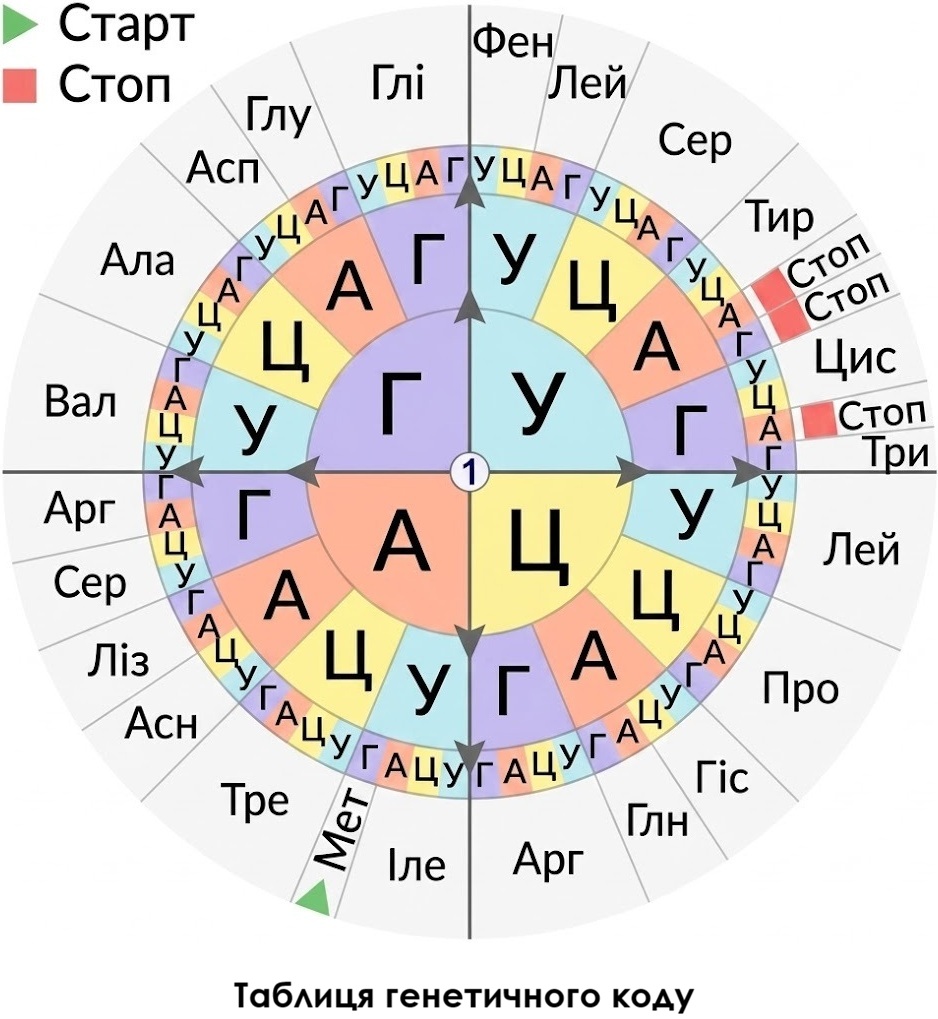 Старт
Стоп
Фен
Лей
Сер
Тир
Стоп
Стоп
Цис
Стоп
Три
Лей
Про
Гіс
Глн
Арг
Іле
Мет
Тре
Асн
Ліз
Сер
Арг
Вал
Ала
Асп
Глу
Глі
У Ц А Г У Ц А Г У Ц А Г У Ц А Г
У Ц А Г У Ц А Г У Ц А Г У Ц А Г
У Ц А Г У Ц А Г У Ц А Г У Ц А Г
У Ц А Г У Ц А Г У Ц А Г У Ц А Г
У Ц А Г
У Ц А Г
У Ц А Г
У Ц А Г
Г У
А Ц
1
Таблиця генетичного коду